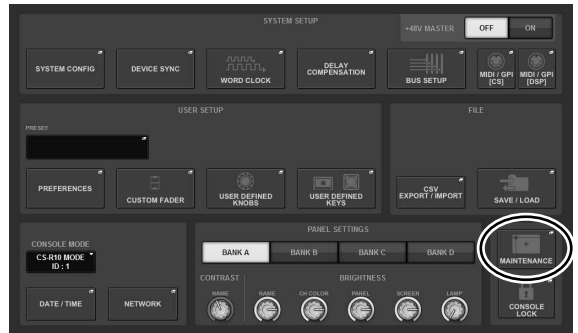 SYSTEM SETUP
+48V MASTER
OFF
ON
SYSTEM CONFIG
DEVICE SYNC
WORD CLOCK
DELAY
COMPENSATION
BUS SETUP
MIDI / GPI
[CS]
MIDI / GPI
[DSP]
USER SETUP
FILE
PRESET
PREFERENCES
CUSTOM FADER
USER DEFINED
KNOBS
USER DEFINED
KEYS
CSV
EXPORT / IMPORT
SAVE / LOAD
CONSOLE MODE
CS-R10 MODE
ID : 1
DATE / TIME
NETWORK
PANEL SETTINGS
BANK A
BANK B
BANK C
BANK D
CONTRAST
BRIGHTNESS
NAME
NAME
CH COLOR
PANEL
SCREEN
LAMP
MAINTENANCE
CONSOLE
LOCK